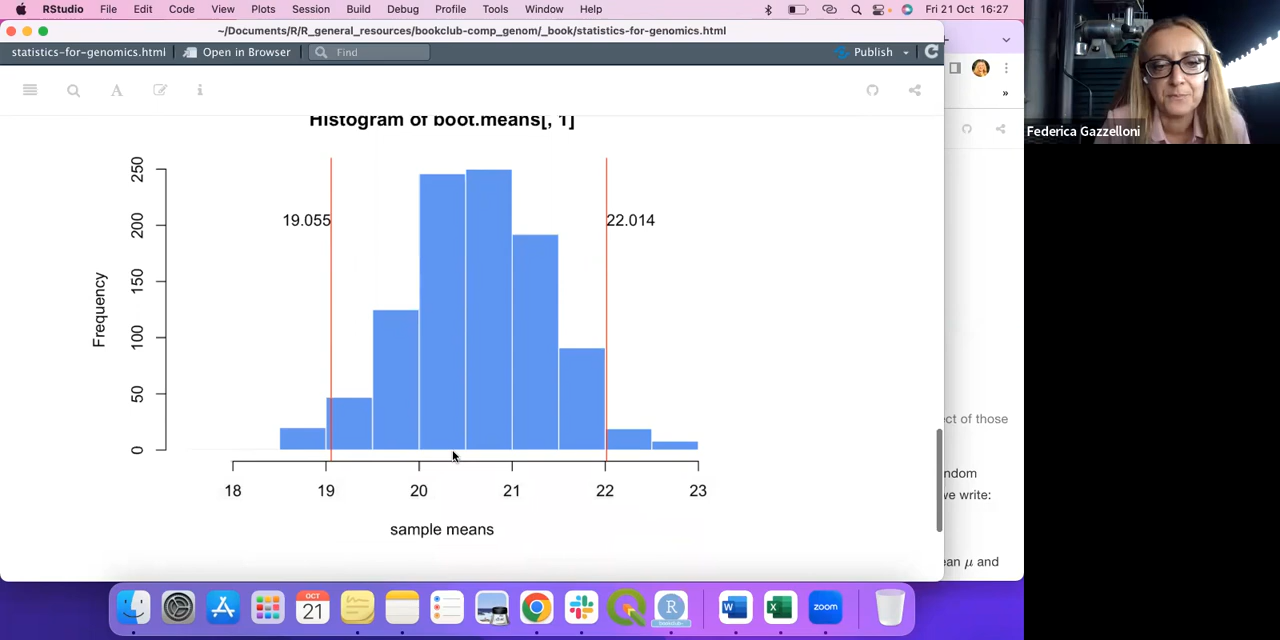 RStudio File Edit Code View Plots Session Build Debug Profile Tools Window Help Fri 21 Oct 16:27
~/Documents/R/R_general_resources/bookclub-comp_genom/_book/statistics-for-genomics.html
statistics-for-genomics.html Open in Browser Find Publish
Histogram of boot.means[, 1]
Federica Gazzelloni
250
200
150
100
50
0
Frequency
19.055
22.014
18 19 20 21 22 23
sample means
ect of those
ndom
we write:
ean μ and
OCT
21
zoom